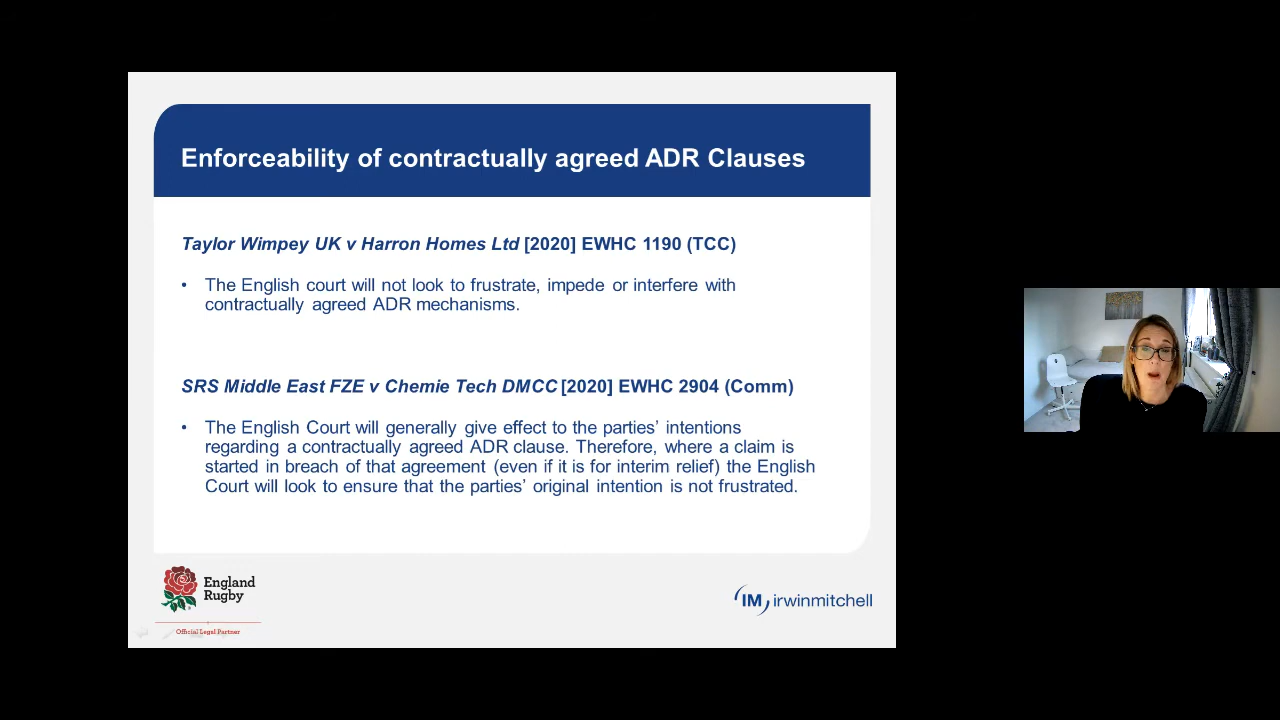 Enforceability of contractually agreed ADR Clauses
Taylor Wimpey UK v Harron Homes Ltd [2020] EWHC 1190 (TCC)
• The English court will not look to frustrate, impede or interfere with
contractually agreed ADR mechanisms.
SRS Middle East FZE v Chemie Tech DMCC [2020] EWHC 2904 (Comm)
• The English Court will generally give effect to the parties’ intentions
regarding a contractually agreed ADR clause. Therefore, where a claim is
started in breach of that agreement (even if it is for interim relief) the English
Court will look to ensure that the parties’ original intention is not frustrated.
England
Rugby
Official Legal Partner
IM irwinmitchell